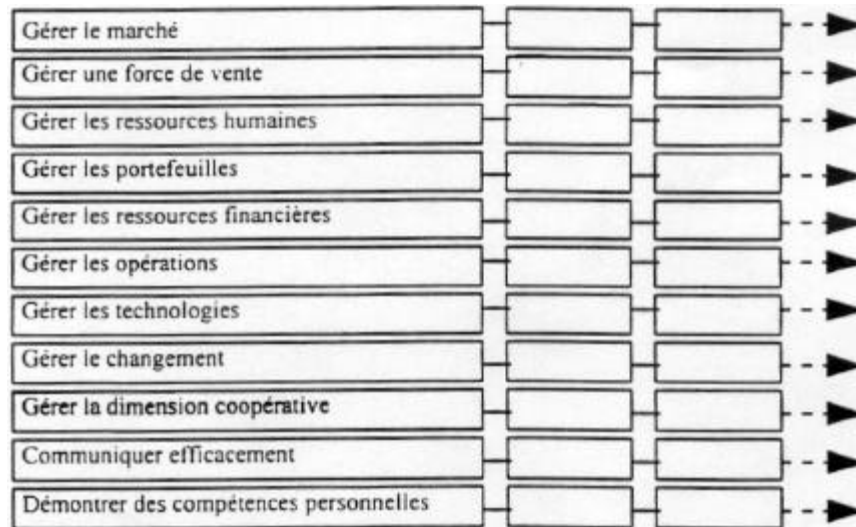 Gérer le marché
Gérer une force de vente
Gérer les ressources humaines
Gérer les portefeuilles
Gérer les ressources financières
Gérer les opérations
Gérer les technologies
Gérer le changement
Gérer la dimension coopérative
Communiquer efficacement
Démontrer des compétences personnelles